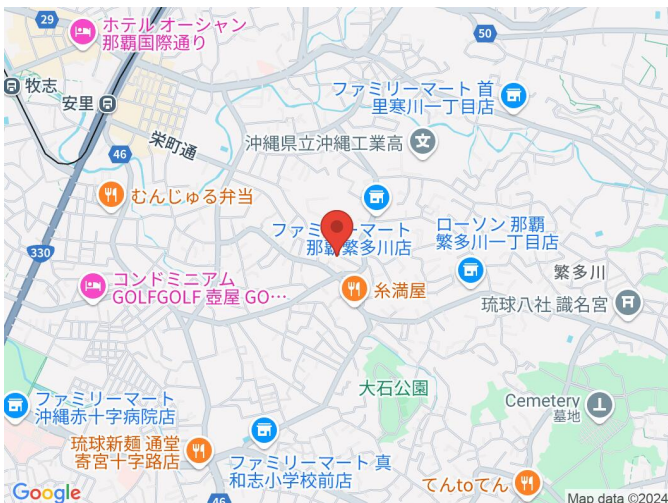 29
ホテル オーシャン
那覇国際通り
50
牧志
安里
ファミリーマート 首
里寒川一丁目店
栄町通
46
沖縄県立沖縄工業高
むんじゅる弁当
ファミリーマート
那覇繁多川店
ローソン 那覇
繁多川一丁目店
330
コンドミニアム
GOLFGOLF 壺屋 GO…
糸満屋
繁多川
琉球八社 識名宮
大石公園
Cemetery
墓地
ファミリーマート
沖縄赤十字病院店
琉球新麺 通堂
寄宮十字路店
ファミリーマート 真
和志小学校前店
てんtoてん
Google
46
Map data ©2024